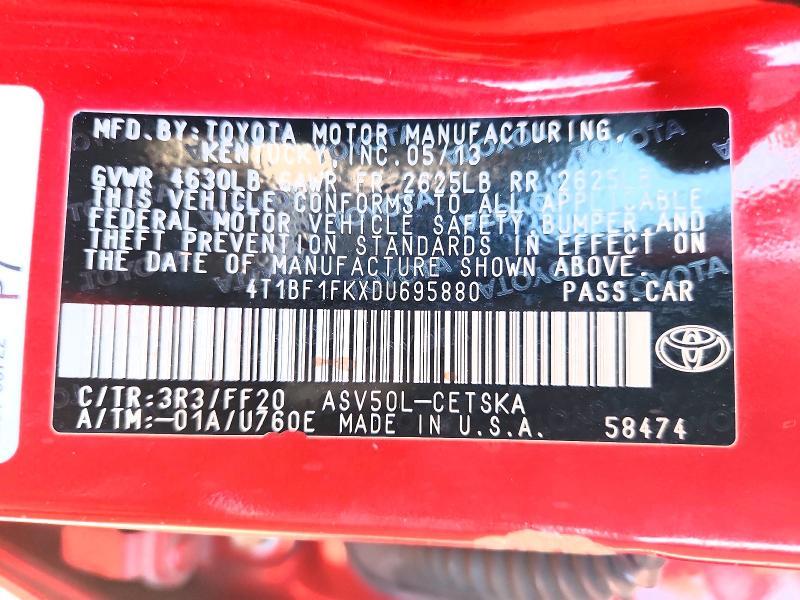 MFD. BY: TOYOTA MOTOR MANUFACTURING,
KENTUCKY, INC. 05/13
GVWR 4630LB GAWR FR 2625LB RR 2625LB
THIS VEHICLE CONFORMS TO ALL APPLICABLE
FEDERAL MOTOR VEHICLE SAFETY, BUMPER, AND
THEFT PREVENTION STANDARDS IN EFFECT ON
THE DATE OF MANUFACTURE SHOWN ABOVE.
4T1BF1FKXDU695880 PASS.CAR
C/TR:3R3/FF20 ASV50L-CETSKA
A/TM:-01A/U760E MADE IN U.S.A. 58474